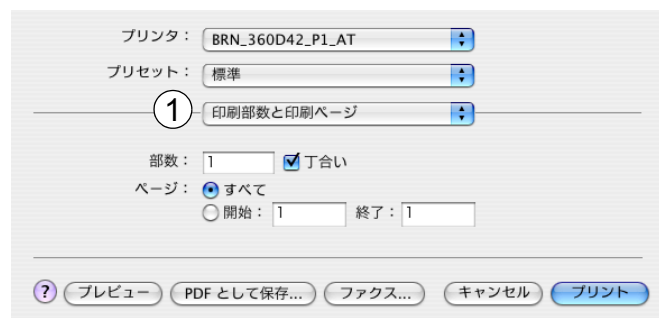 プリンタ： BRN_360D42_P1_AT
プリセット： 標準
1 印刷部数と印刷ページ
部数： 1 丁合い
ページ： すべて
開始： 1 終了： 1
? プレビュー PDF として保存... ファクス... キャンセル プリント